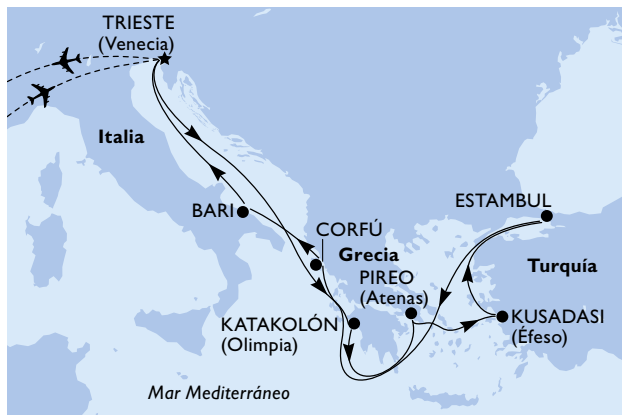 TRIESTE
(Venecia)
Italia
BARI
ESTAMBUL
CORFÚ
Grecia
PIREO
(Atenas)
Turquía
KATAKOLÓN
(Olimpia)
KUSADASI
(Éfeso)
Mar Mediterráneo